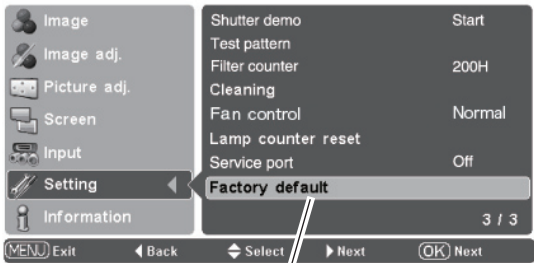 Image
Image adj.
Picture adj.
Screen
Input
Setting
Information
Shutter demo Start
Test pattern
Filter counter 200H
Cleaning
Fan control Normal
Lamp counter reset
Service port Off
Factory default
3 / 3
MENU Exit Back Select Next OK Next